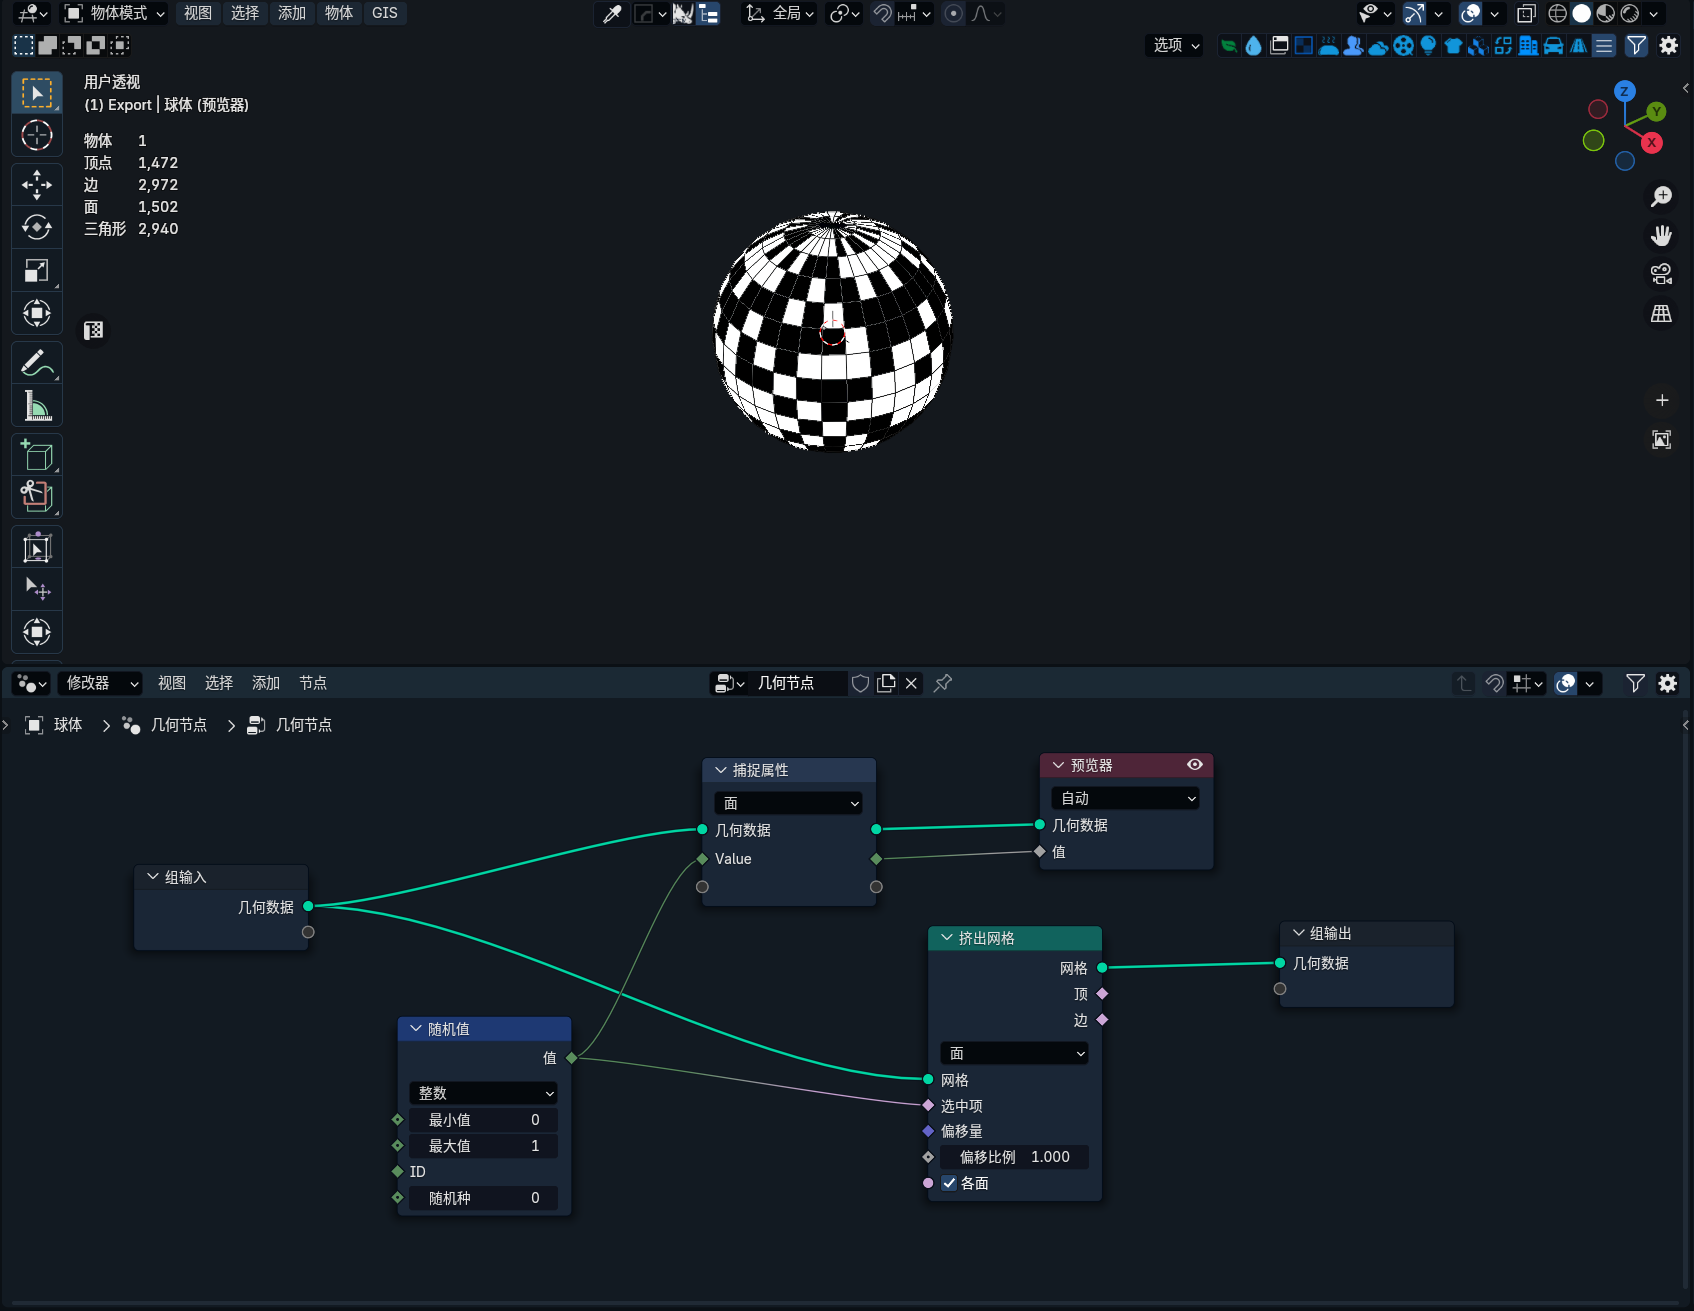 物体模式 视图 选择 添加 物体 GIS 全局
选项
用户透视
(1) Export | 球体 (预览器)
物体 1
顶点 1,472
边 2,972
面 1,502
三角形 2,940
Z
Y
X
修改器 视图 选择 添加 节点 几何节点
球体 几何节点 几何节点
捕捉属性
面
几何数据
Value
预览器
自动
几何数据
值
组输入
几何数据
挤出网格
网格
顶
边
面
网格
选中项
偏移量
偏移比例 1.000
各面
组输出
几何数据
随机值
值
整数
最小值 0
最大值 1
ID
随机种 0